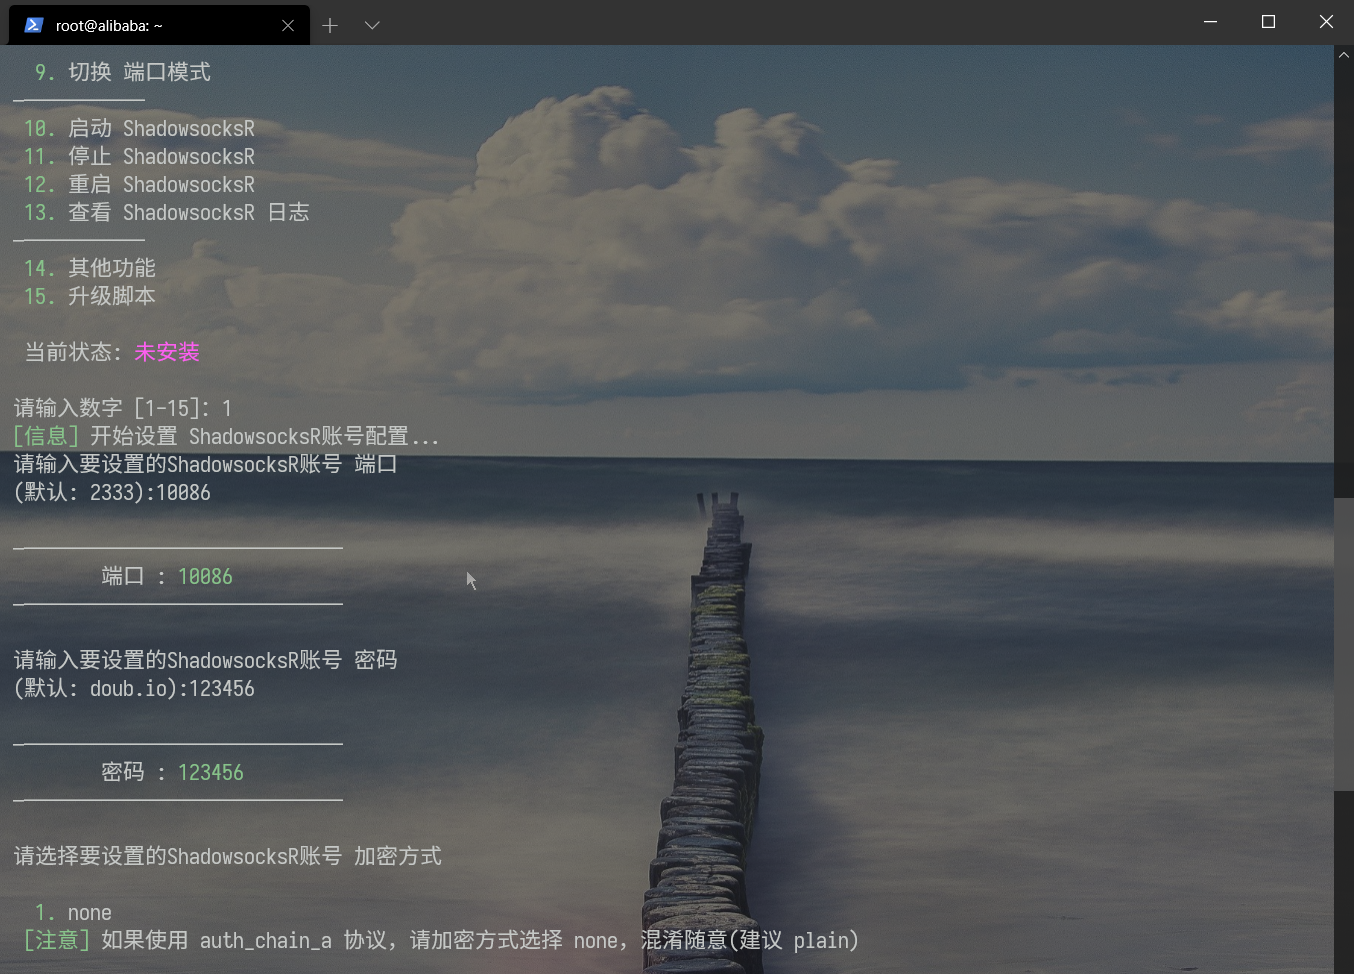 root@alibaba: ~
9. 切换 端口模式
————————————
10. 启动 ShadowsocksR
11. 停止 ShadowsocksR
12. 重启 ShadowsocksR
13. 查看 ShadowsocksR 日志
————————————
14. 其他功能
15. 升级脚本
当前状态: 未安装
请输入数字 [1-15]: 1
[信息] 开始设置 ShadowsocksR账号配置...
请输入要设置的ShadowsocksR账号 端口
(默认: 2333):10086
——————————————————————————————
端口 : 10086
——————————————————————————————
请输入要设置的ShadowsocksR账号 密码
(默认: doub.io):123456
——————————————————————————————
密码 : 123456
——————————————————————————————
请选择要设置的ShadowsocksR账号 加密方式
1. none
[注意] 如果使用 auth_chain_a 协议，请加密方式选择 none，混淆随意(建议 plain)